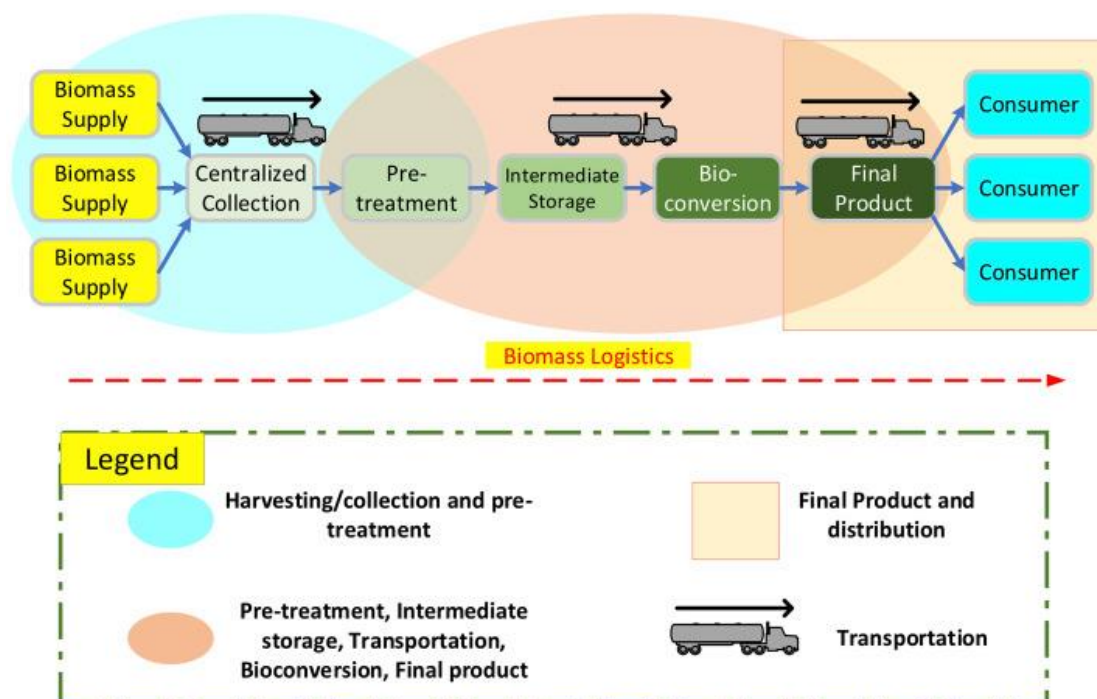 Biomass
Supply
Biomass
Supply
Biomass
Supply
Centralized
Collection
Pre-
treatment
Intermediate
Storage
Bio-
conversion
Final
Product
Consumer
Consumer
Consumer
Biomass Logistics
Legend
Harvesting/collection and pre-
treatment
Final Product and
distribution
Pre-treatment, Intermediate
storage, Transportation,
Bioconversion, Final product
Transportation